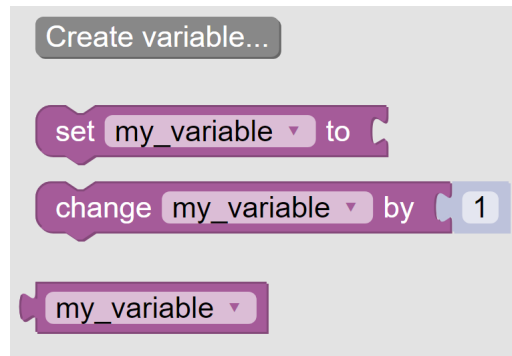 Create variable...
set my_variable to
change my_variable by 1
my_variable